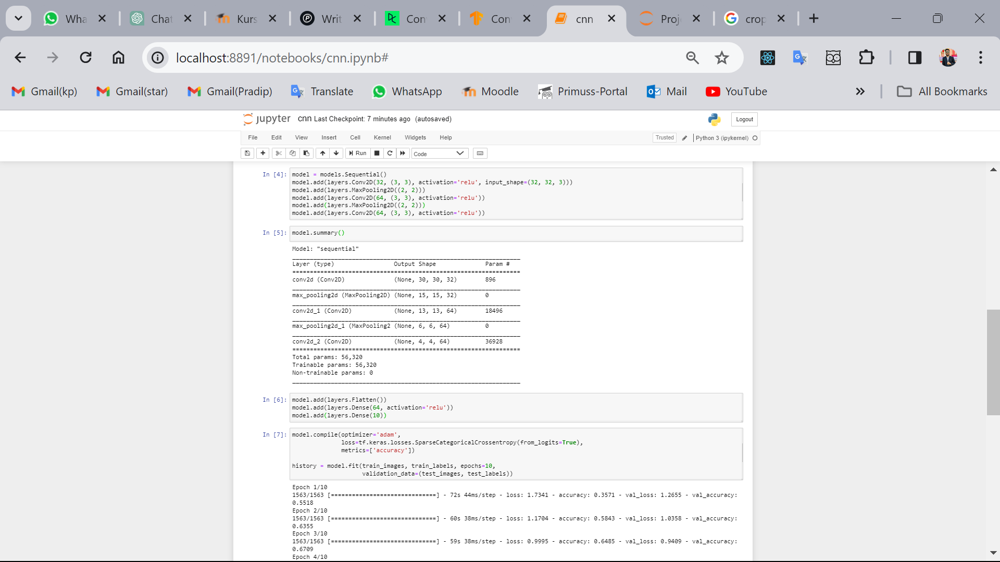 Wha
Chat
Kurs
Writ
Con
Con
cnn
Proj
crop
localhost:8891/notebooks/cnn.ipynb#
Gmail(kp)
Gmail(star)
Gmail(Pradip)
Translate
WhatsApp
Moodle
Primuss-Portal
Mail
YouTube
All Bookmarks
jupyter cnn Last Checkpoint: 7 minutes ago (autosaved)
Logout
File Edit View Insert Cell Kernel Widgets Help
Trusted
Python 3 (ipykernel)
Run
Code
In [4]: model = models.Sequential()
model.add(layers.Conv2D(32, (3, 3), activation='relu', input_shape=(32, 32, 3)))
model.add(layers.MaxPooling2D((2, 2)))
model.add(layers.Conv2D(64, (3, 3), activation='relu'))
model.add(layers.MaxPooling2D((2, 2)))
model.add(layers.Conv2D(64, (3, 3), activation='relu'))
In [5]: model.summary()
Model: "sequential"
_________________________________________________________________
Layer (type)                 Output Shape              Param #
=================================================================
conv2d (Conv2D)              (None, 30, 30, 32)        896
_________________________________________________________________
max_pooling2d (MaxPooling2D) (None, 15, 15, 32)        0
_________________________________________________________________
conv2d_1 (Conv2D)            (None, 13, 13, 64)        18496
_________________________________________________________________
max_pooling2d_1 (MaxPooling2 (None, 6, 6, 64)          0
_________________________________________________________________
conv2d_2 (Conv2D)            (None, 4, 4, 64)          36928
=================================================================
Total params: 56,320
Trainable params: 56,320
Non-trainable params: 0
_________________________________________________________________
In [6]: model.add(layers.Flatten())
model.add(layers.Dense(64, activation='relu'))
model.add(layers.Dense(10))
In [7]: model.compile(optimizer='adam',
loss=tf.keras.losses.SparseCategoricalCrossentropy(from_logits=True),
metrics=['accuracy'])
history = model.fit(train_images, train_labels, epochs=10,
validation_data=(test_images, test_labels))
Epoch 1/10
1563/1563 [==============================] - 72s 44ms/step - loss: 1.7341 - accuracy: 0.3571 - val_loss: 1.2655 - val_accuracy:
0.5518
Epoch 2/10
1563/1563 [==============================] - 60s 38ms/step - loss: 1.1704 - accuracy: 0.5843 - val_loss: 1.0358 - val_accuracy:
0.6355
Epoch 3/10
1563/1563 [==============================] - 59s 38ms/step - loss: 0.9995 - accuracy: 0.6485 - val_loss: 0.9409 - val_accuracy:
0.6709
Epoch 4/10